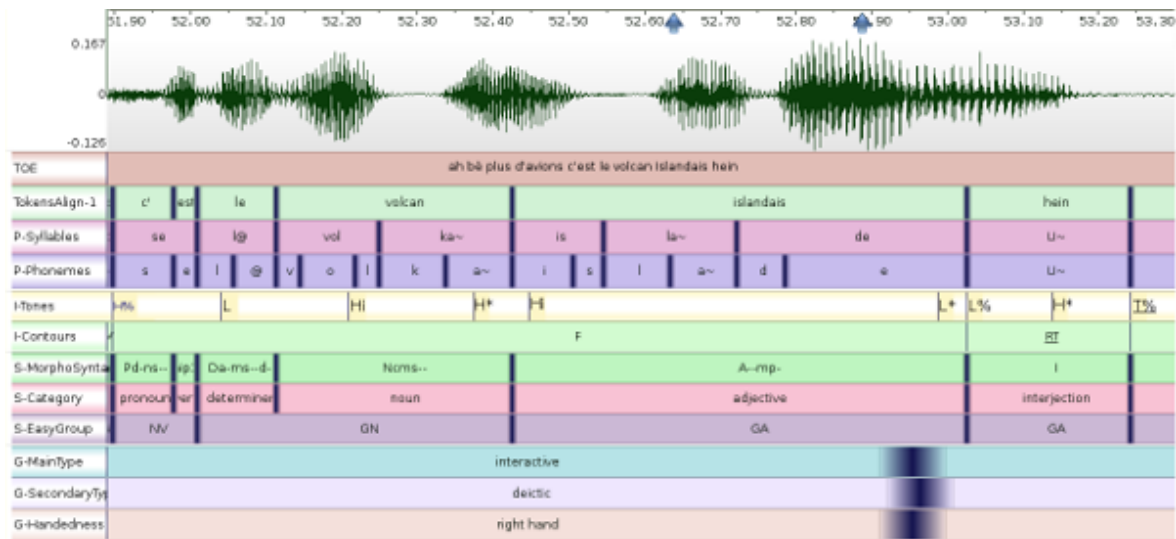 51.90 52.00 52.10 52.20 52.30 52.40 52.50 52.60 52.70 52.80 52.90 53.00 53.10 53.20 53.30
0.167
0
-0.126
TOE ah bè plus d'avions c'est le volcan islandais hein
TokensAlign-1 c' est le volcan islandais hein
P-Syllables se l@ vol ka~ is la~ de U~
P-Phonemes s e l @ v o l k a~ i s l a~ d e U~
I-Tones H% L Hi H* Hi L* L% H* T%
I-Contours F RT
S-MorphoSynta Pd-ns-- ip3 Da-ms--d- Ncms-- A--mp- I
S-Category pronoun ver determiner noun adjective interjection
S-EasyGroup NV GN GA GA
G-MainType interactive
G-SecondaryTy deictic
G-Handedness right hand